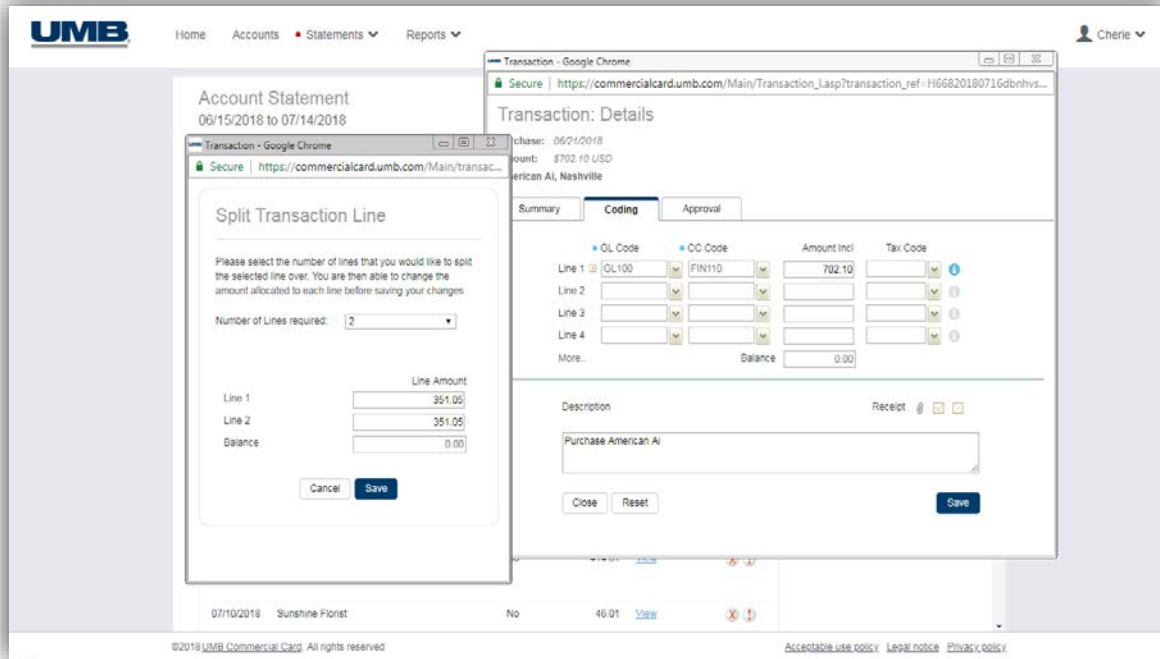 UMB
Home Accounts Statements Reports Cherie
Account Statement
06/15/2018 to 07/14/2018
Transaction - Google Chrome
Secure | https://commercialcard.umb.com/Main/Transaction_Lasp?transaction_ref=H66820180716dbnhvs...
Transaction: Details
rchase: 06/21/2018
ount: $702.10 USD
erican Ai, Nashville
Summary Coding Approval
* GL Code * CC Code Amount Incl Tax Code
Line 1 GL100 FIN110 702.10
Line 2
Line 3
Line 4
More.. Balance 0.00
Description Receipt
Purchase American Ai
Close Reset Save
Transaction - Google Chrome
Secure | https://commercialcard.umb.com/Main/transac...
Split Transaction Line
Please select the number of lines that you would like to split
the selected line over. You are then able to change the
amount allocated to each line before saving your changes
Number of Lines required: 2
Line Amount
Line 1 351.05
Line 2 351.05
Balance 0.00
Cancel Save
View
07/10/2018 Sunshine Florist No 46.01 View
©2018 UMB Commercial Card. All rights reserved Acceptable use policy Legal notice Privacy policy